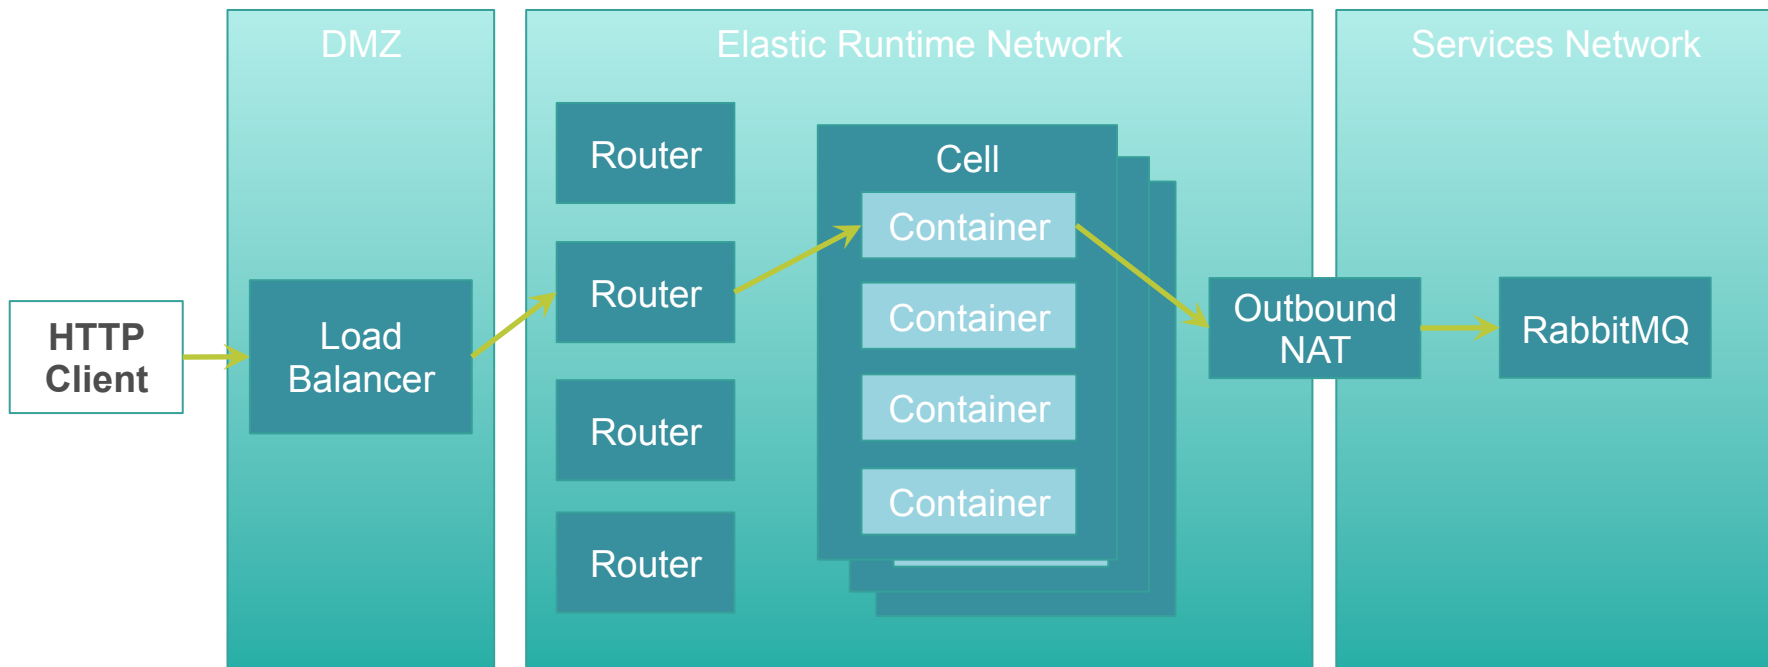 DMZ
Elastic Runtime Network
Services Network
HTTP
Client
Load
Balancer
Router
Router
Router
Router
Cell
Container
Container
Container
Container
Outbound
NAT
RabbitMQ